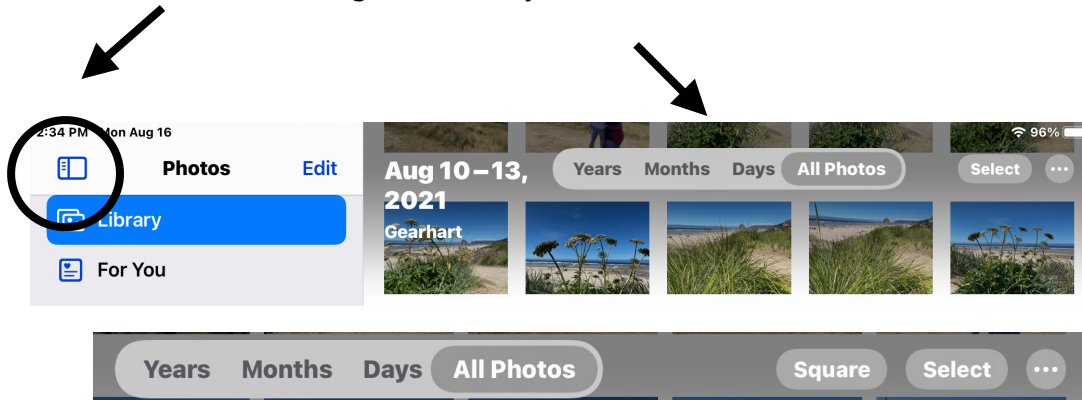 2:34 PM Mon Aug 16
96%
Photos
Edit
Library
For You
Aug 10–13,
2021
Gearhart
Years Months Days All Photos
Select
Years Months Days All Photos
Square
Select